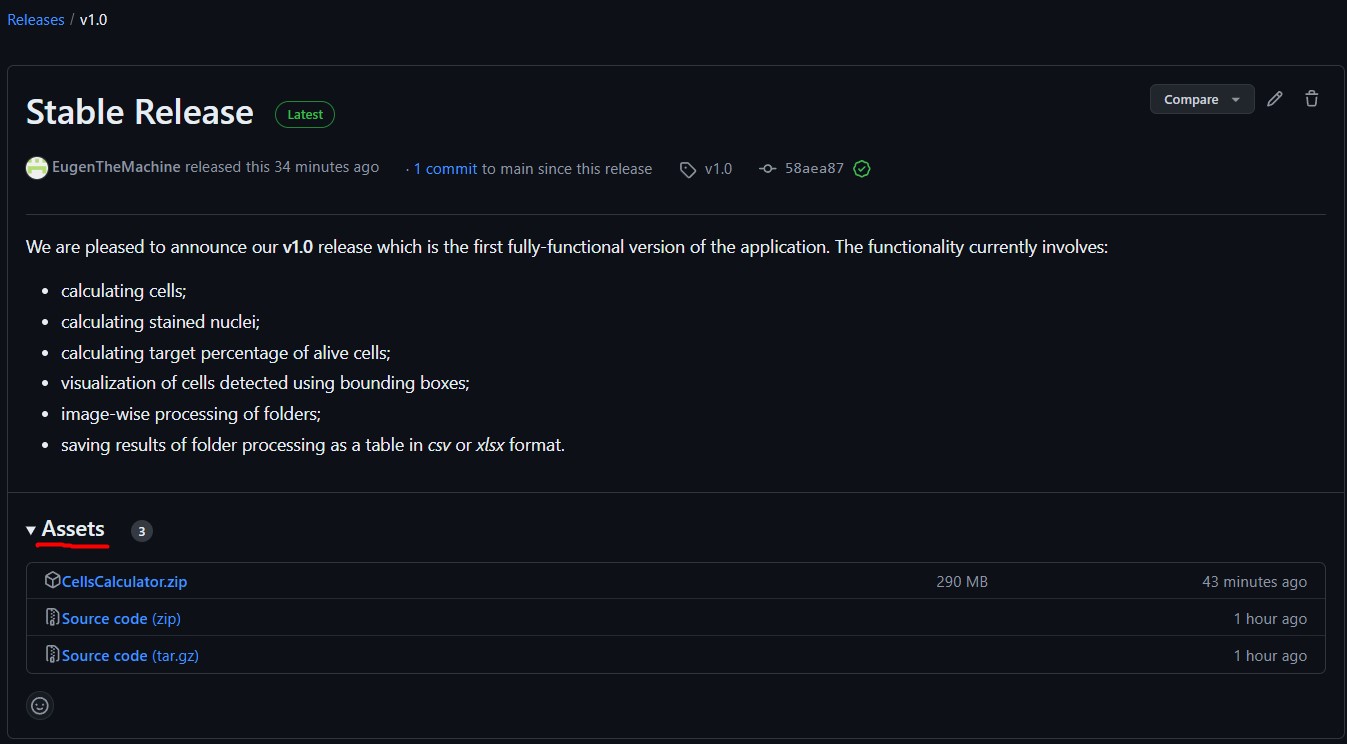 Releases / v1.0
Stable Release Latest
Compare
EugenTheMachine released this 34 minutes ago · 1 commit to main since this release v1.0 58aea87
We are pleased to announce our v1.0 release which is the first fully-functional version of the application. The functionality currently involves:
• calculating cells;
• calculating stained nuclei;
• calculating target percentage of alive cells;
• visualization of cells detected using bounding boxes;
• image-wise processing of folders;
• saving results of folder processing as a table in csv or xlsx format.
Assets 3
CellsCalculator.zip 290 MB 43 minutes ago
Source code (zip) 1 hour ago
Source code (tar.gz) 1 hour ago